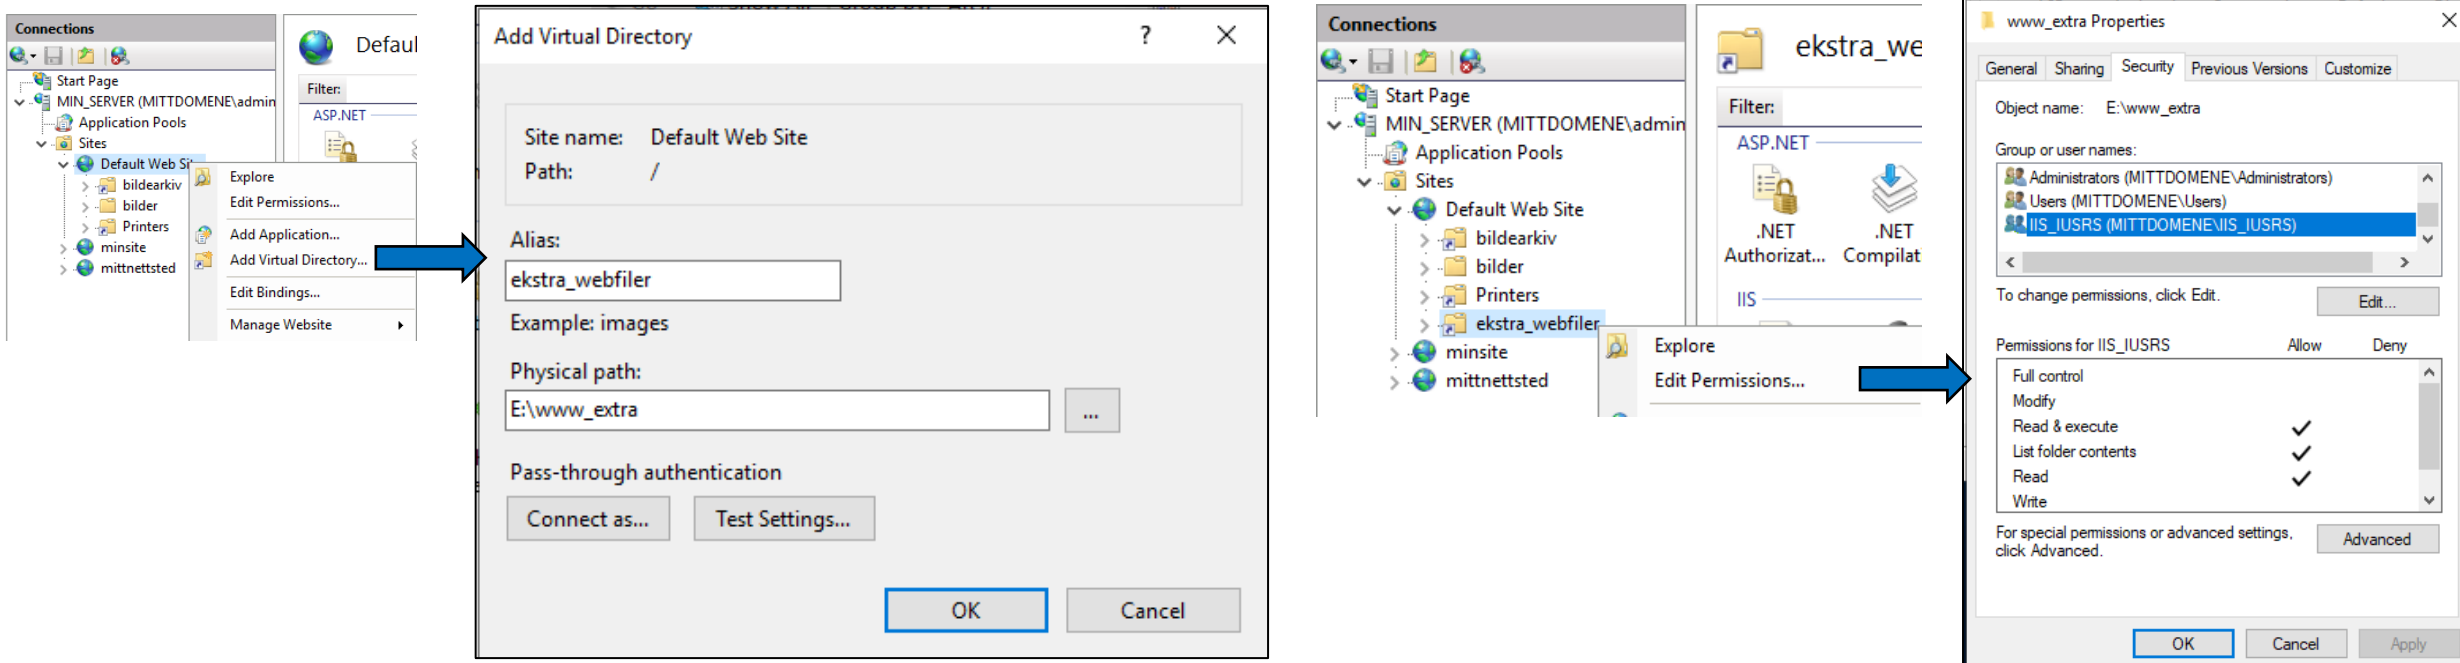 Connections
Start Page
MIN_SERVER (MITTDOMENE\admin
Application Pools
Sites
Default Web Si
bildearkiv
bilder
Printers
minsite
mittnettsted
Defaul
Filter:
ASP.NET
Explore
Edit Permissions...
Add Application...
Add Virtual Directory...
Edit Bindings...
Manage Website
Add Virtual Directory
?
Site name: Default Web Site
Path: /
Alias:
ekstra_webfiler
Example: images
Physical path:
E:\www_extra
...
Pass-through authentication
Connect as...
Test Settings...
OK
Cancel
Connections
Start Page
MIN_SERVER (MITTDOMENE\admin
Application Pools
Sites
Default Web Site
bildearkiv
bilder
Printers
ekstra_webfiler
minsite
mittnettsted
ekstra_we
Filter:
ASP.NET
.NET
Authorizat...
.NET
Compilat
IIS
Explore
Edit Permissions...
www_extra Properties
General
Sharing
Security
Previous Versions
Customize
Object name: E:\www_extra
Group or user names:
Administrators (MITTDOMENE\Administrators)
Users (MITTDOMENE\Users)
IIS_IUSRS (MITTDOMENE\IIS_IUSRS)
To change permissions, click Edit.
Edit...
Permissions for IIS_IUSRS Allow Deny
Full control
Modify
Read & execute
List folder contents
Read
Write
For special permissions or advanced settings,
click Advanced.
Advanced
OK
Cancel
Apply